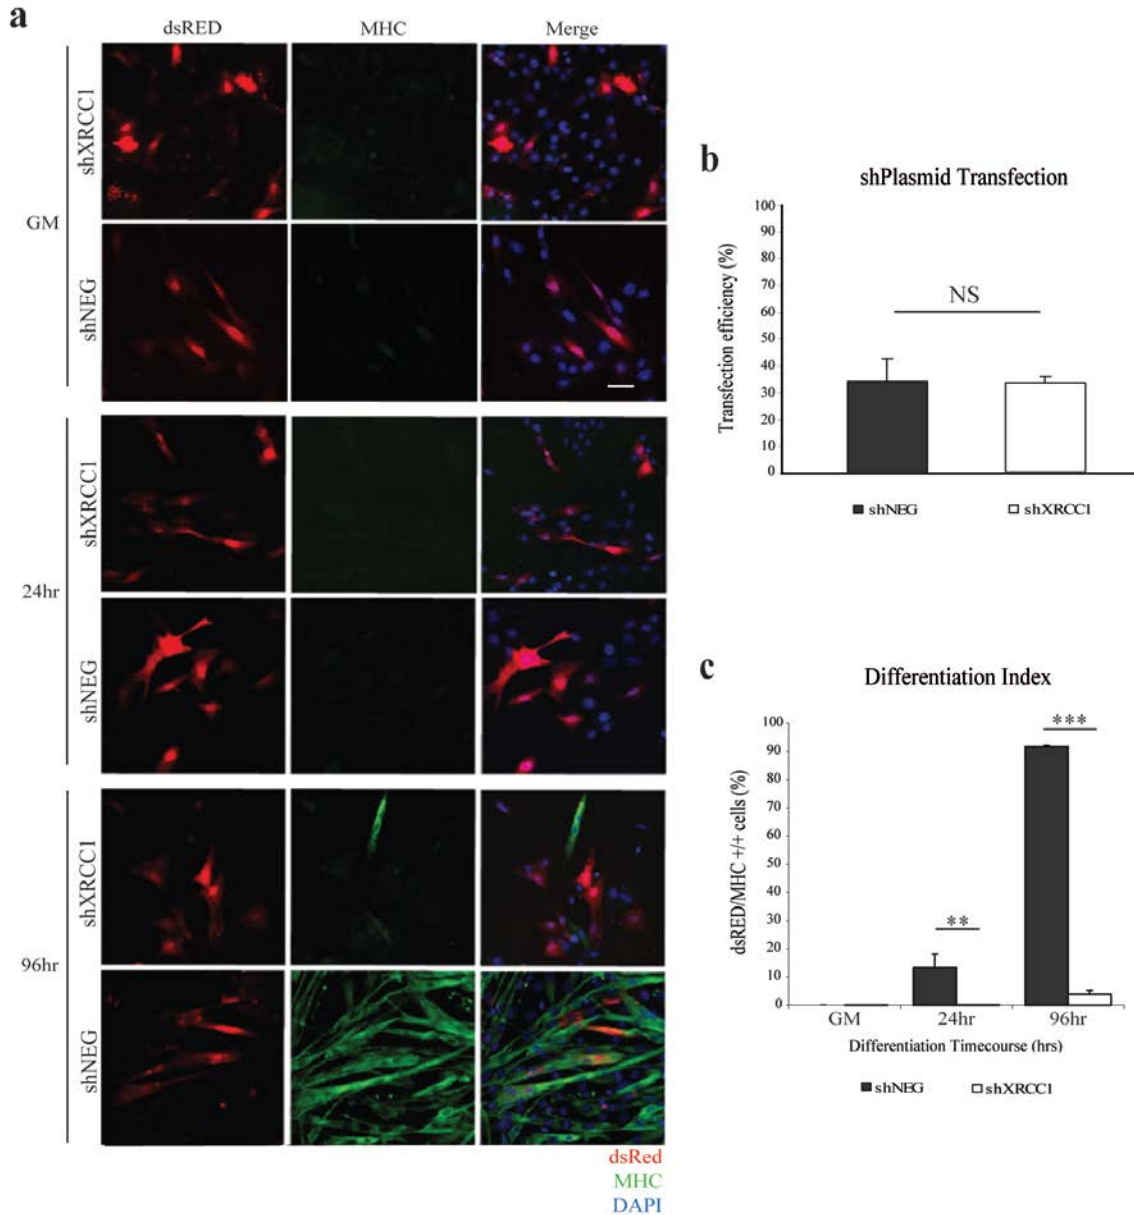 a
dsRED MHC Merge
GM
shXRCC1
shNEG
24hr
shXRCC1
shNEG
96hr
shXRCC1
shNEG
dsRed
MHC
DAPI
b
shPlasmid Transfection
Transfection efficiency (%)
100
90
80
70
60
50
40
30
20
10
0
NS
shNEG shXRCC1
c
Differentiation Index
dsRED/MHC +/+ cells (%)
100
90
80
70
60
50
40
30
20
10
0
**
***
GM 24hr 96hr
Differentiation Timecourse (hrs)
shNEG shXRCC1